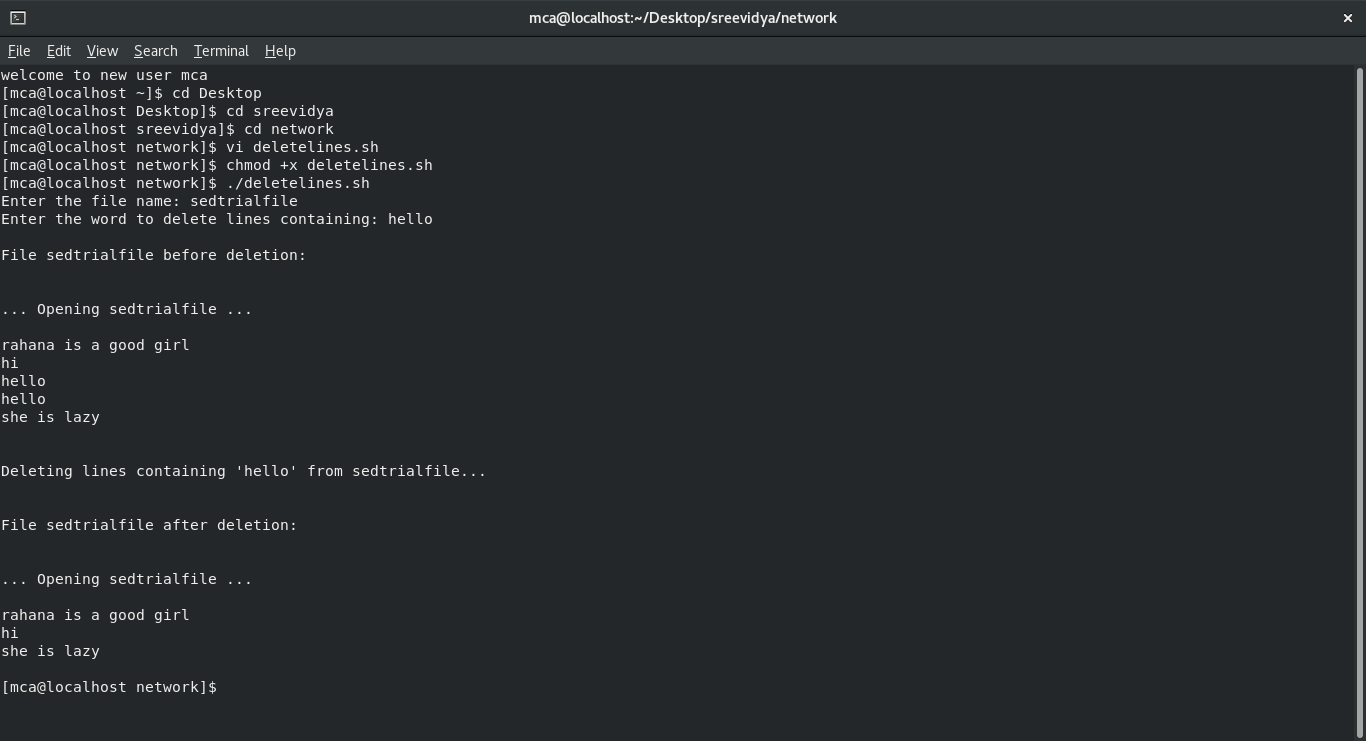 mca@localhost:~/Desktop/sreevidya/network
File Edit View Search Terminal Help
welcome to new user mca
[mca@localhost ~]$ cd Desktop
[mca@localhost Desktop]$ cd sreevidya
[mca@localhost sreevidya]$ cd network
[mca@localhost network]$ vi deletelines.sh
[mca@localhost network]$ chmod +x deletelines.sh
[mca@localhost network]$ ./deletelines.sh
Enter the file name: sedtrialfile
Enter the word to delete lines containing: hello
File sedtrialfile before deletion:
... Opening sedtrialfile ...
rahana is a good girl
hi
hello
hello
she is lazy
Deleting lines containing 'hello' from sedtrialfile...
File sedtrialfile after deletion:
... Opening sedtrialfile ...
rahana is a good girl
hi
she is lazy
[mca@localhost network]$